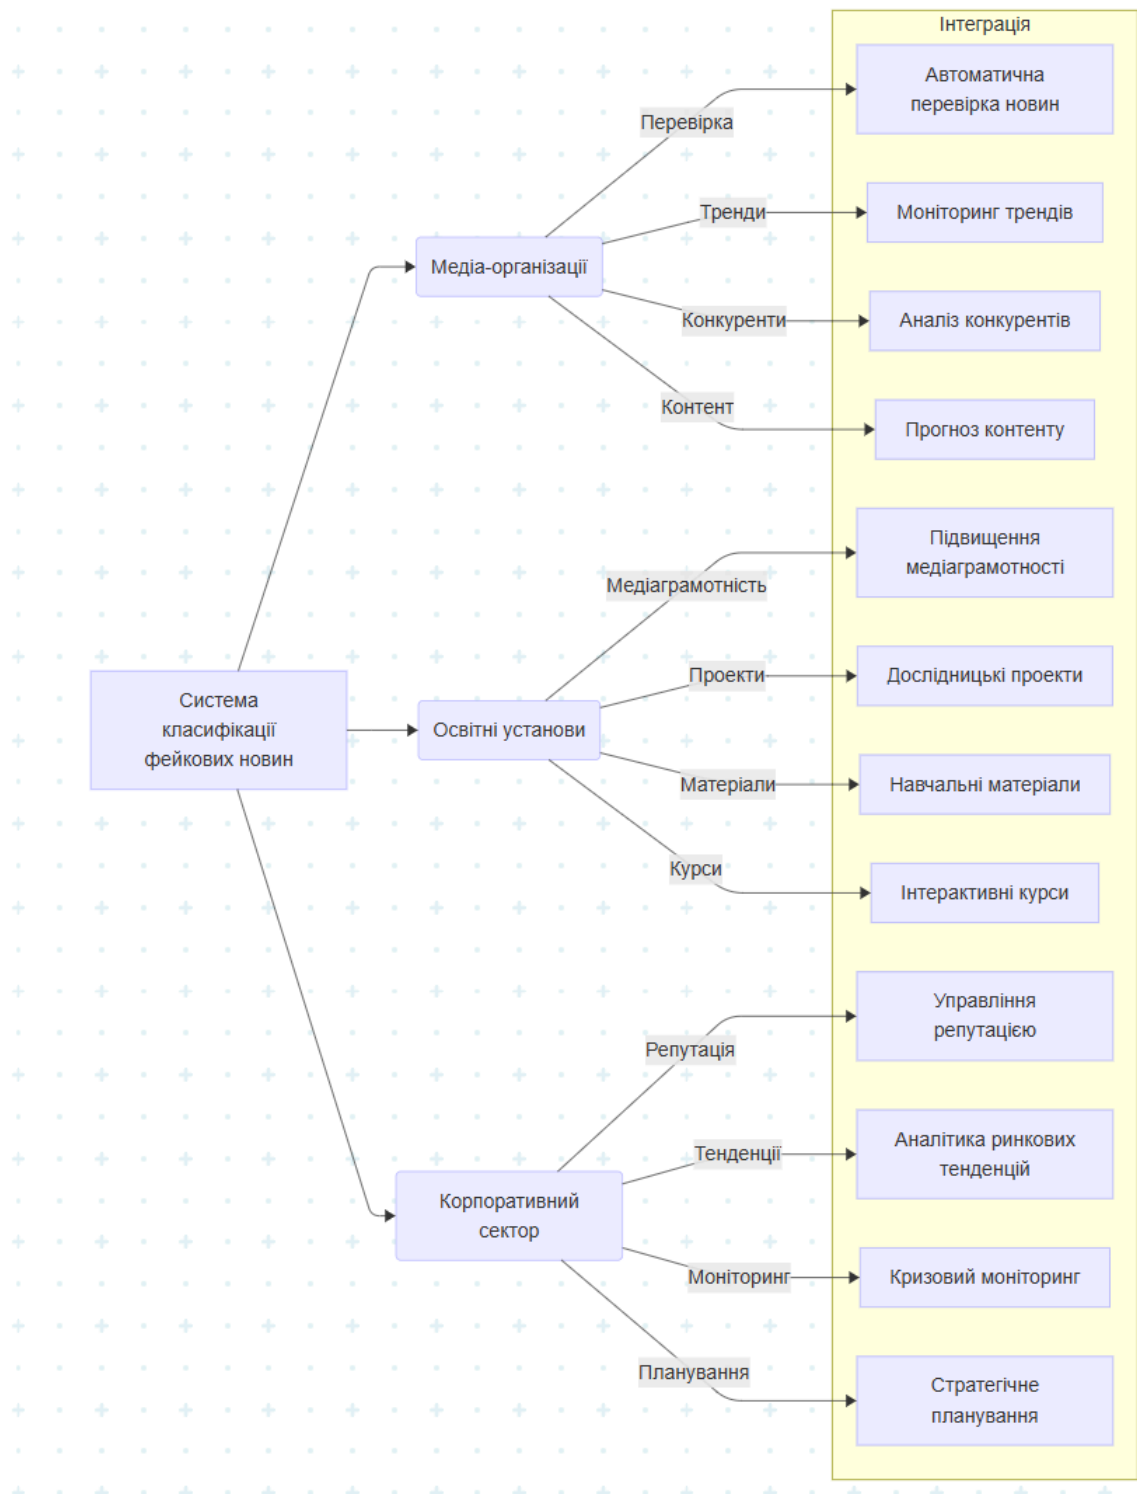 Інтеграція
Автоматична
перевірка новин
Перевірка
Тренди
Моніторинг трендів
Медіа-організації
Конкуренти
Аналіз конкурентів
Контент
Прогноз контенту
Підвищення
медіаграмотності
Медіаграмотність
Проекти
Дослідницькі проекти
Система
класифікації
фейкових новин
Освітні установи
Матеріали
Навчальні матеріали
Курси
Інтерактивні курси
Управління
репутацією
Репутація
Тенденції
Аналітика ринкових
тенденцій
Корпоративний
сектор
Моніторинг
Кризовий моніторинг
Планування
Стратегічне
планування